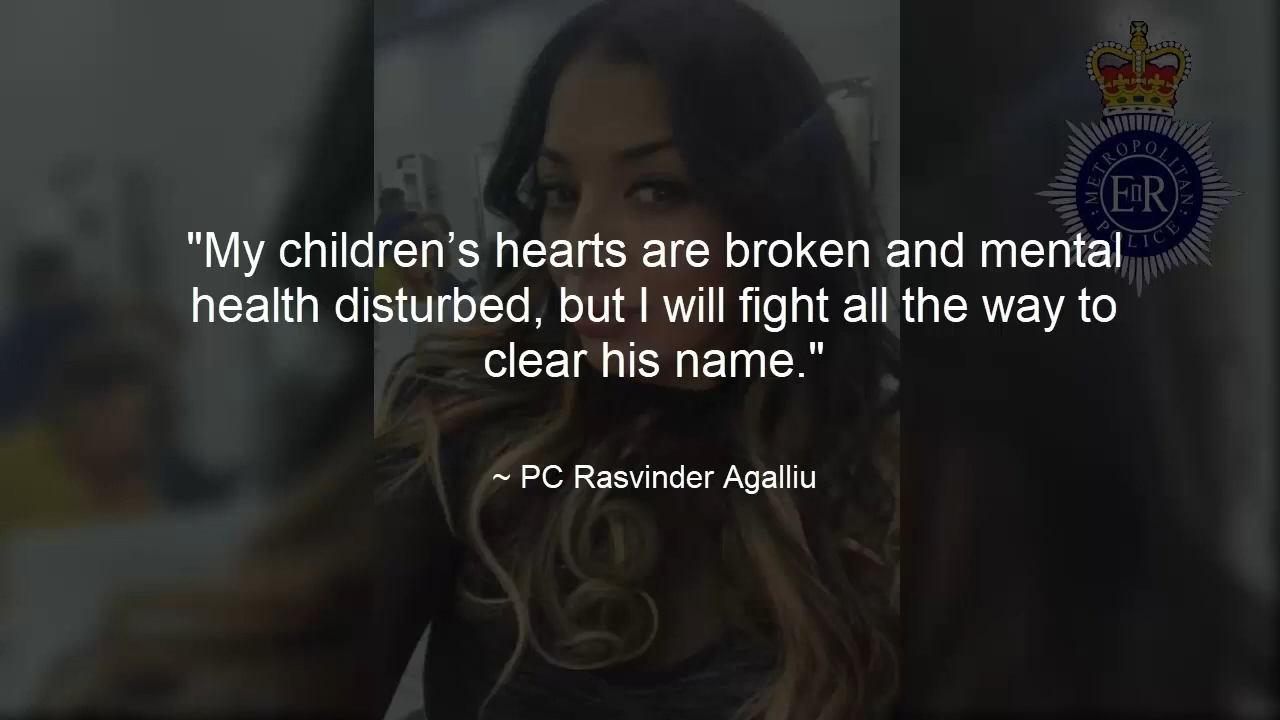 METROPOLITAN
EIIR
POLICE
"My children’s hearts are broken and mental
health disturbed, but I will fight all the way to
clear his name."
~ PC Rasvinder Agalliu